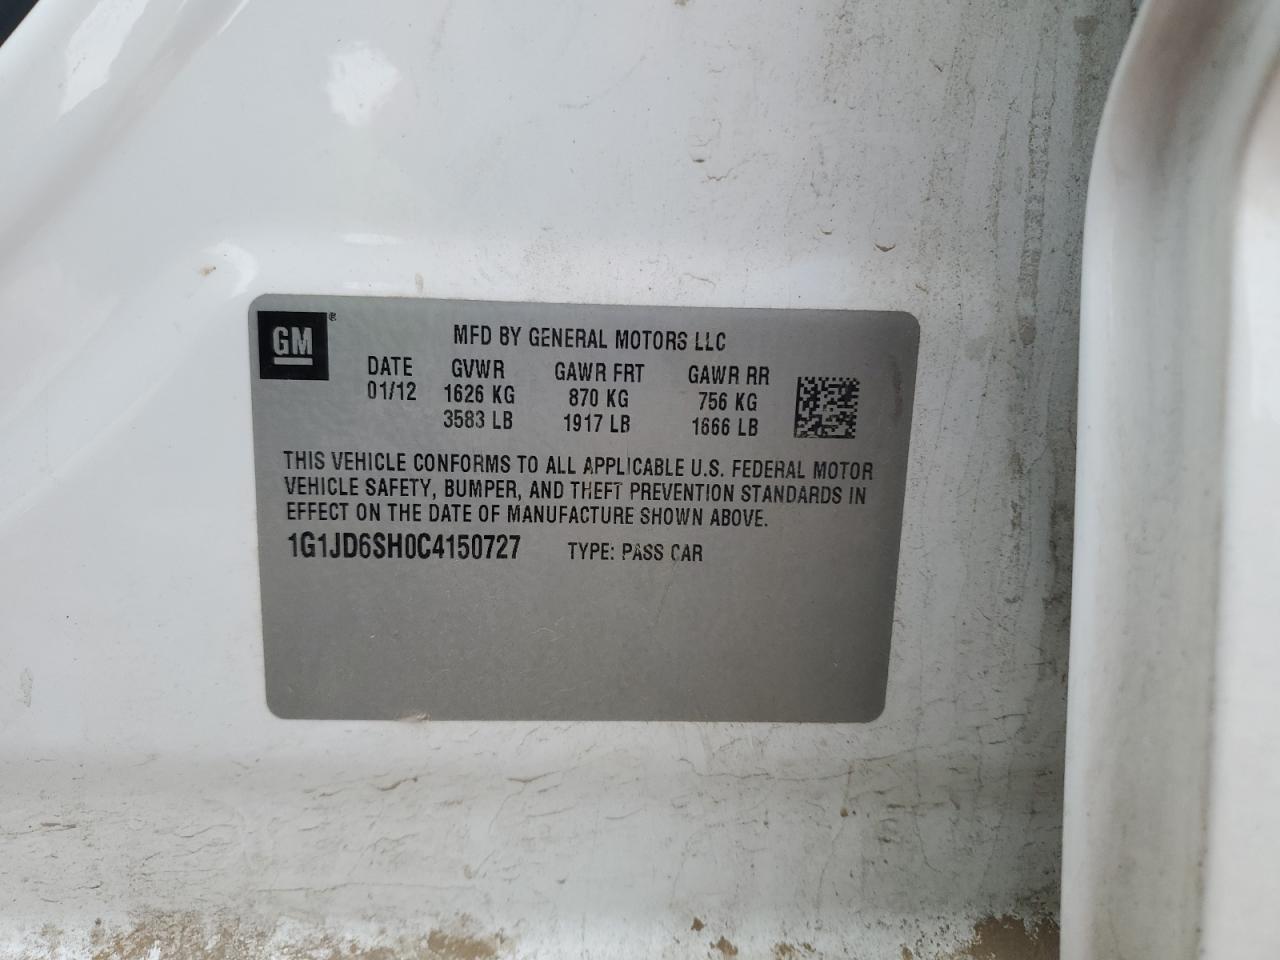 GM®
MFD BY GENERAL MOTORS LLC
DATE GVWR GAWR FRT GAWR RR
01/12 1626 KG 870 KG 756 KG
3583 LB 1917 LB 1666 LB
THIS VEHICLE CONFORMS TO ALL APPLICABLE U.S. FEDERAL MOTOR
VEHICLE SAFETY, BUMPER, AND THEFT PREVENTION STANDARDS IN
EFFECT ON THE DATE OF MANUFACTURE SHOWN ABOVE.
1G1JD6SH0C4150727 TYPE: PASS CAR